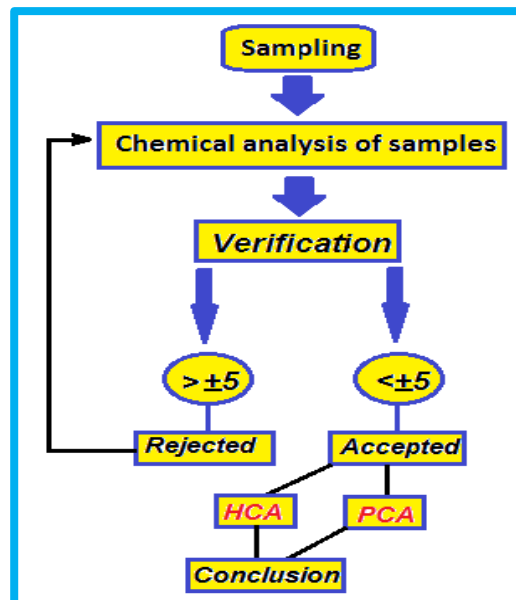 Sampling
Chemical analysis of samples
Verification
> ±5
<±5
Rejected
Accepted
HCA
PCA
Conclusion